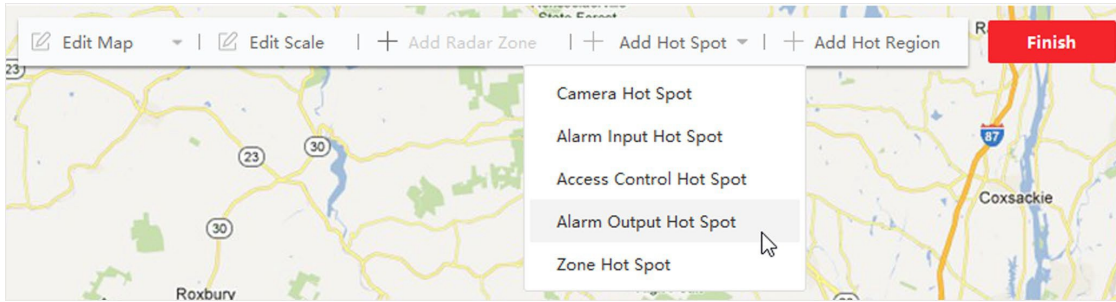 State Forest
Edit Map
Edit Scale
Add Radar Zone
Add Hot Spot
Add Hot Region
Finish
23
Camera Hot Spot
Alarm Input Hot Spot
Access Control Hot Spot
Alarm Output Hot Spot
Zone Hot Spot
87
30
23
Coxsackie
30
Roxbury